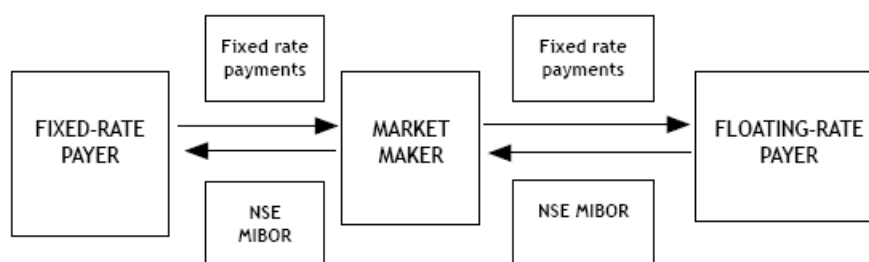 Fixed rate
payments
Fixed rate
payments
FIXED-RATE
PAYER
MARKET
MAKER
FLOATING-RATE
PAYER
NSE
MIBOR
NSE MIBOR